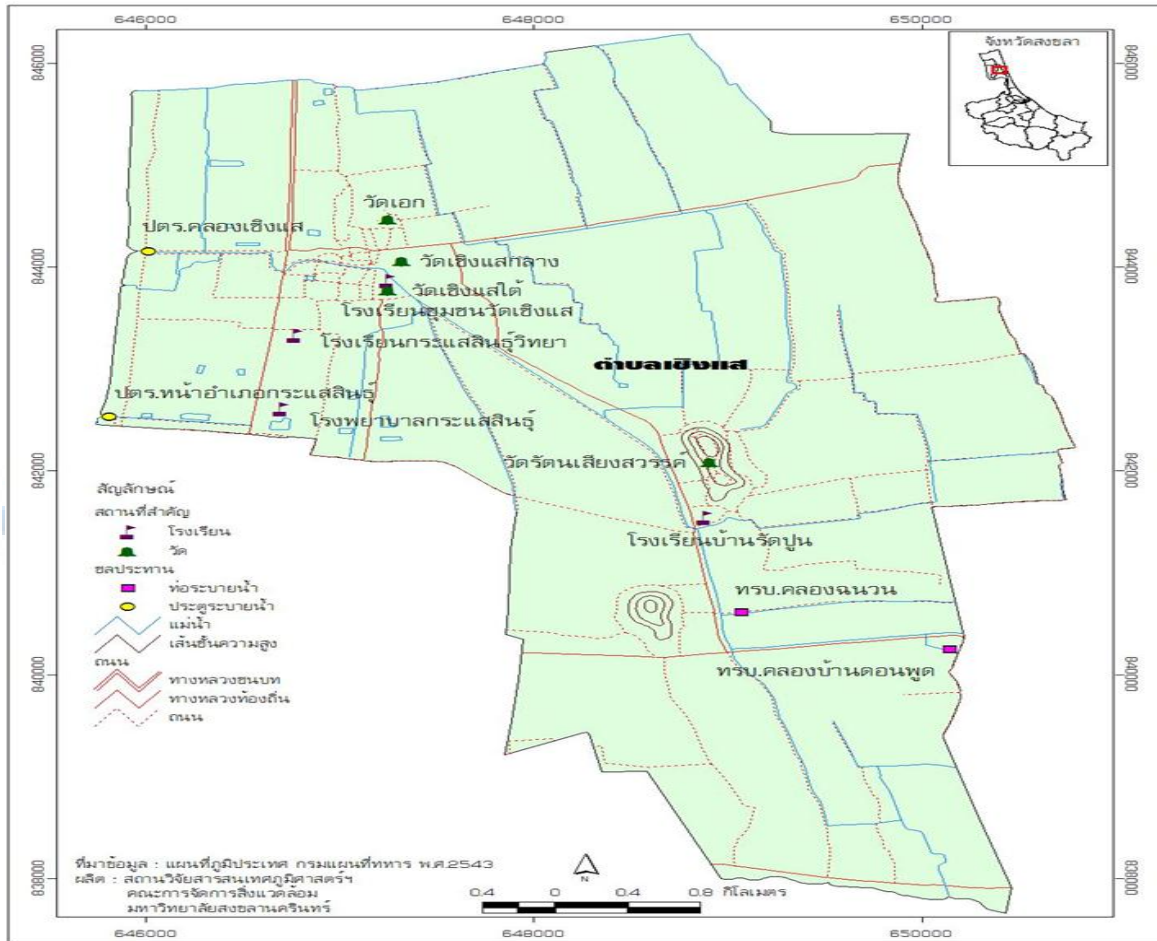 646000
648000
650000
846000
846000
จังหวัดสงขลา
วัดเอก
ปตร.คลองเชิงแส
844000
844000
วัดเชิงแสกลาง
วัดเชิงแสใต้
โรงเรียนชุมชนวัดเชิงแส
โรงเรียนกระแสสินธุ์วิทยา
ตำบลเชิงแส
ปตร.หน้าอำเภอกระแสสินธุ์
โรงพยาบาลกระแสสินธุ์
วัดรัตนเสียงสวรรค์
842000
842000
สัญลักษณ์
สถานที่สำคัญ
โรงเรียน
วัด
ชลประทาน
ท่อระบายน้ำ
ประตูระบายน้ำ
แม่น้ำ
เส้นชั้นความสูง
ถนน
ทางหลวงชนบท
ทางหลวงท้องถิ่น
ถนน
โรงเรียนบ้านรัดปูน
ทรบ.คลองฉนวน
ทรบ.คลองบ้านดอนพูด
840000
840000
ที่มาข้อมูล : แผนที่ภูมิประเทศ กรมแผนที่ทหาร พ.ศ.2543
ผลิต : สถานวิจัยสารสนเทศภูมิศาสตร์ฯ
คณะการจัดการสิ่งแวดล้อม
มหาวิทยาลัยสงขลานครินทร์
N
0.4 0 0.4 0.8 กิโลเมตร
838000
838000
646000
648000
650000